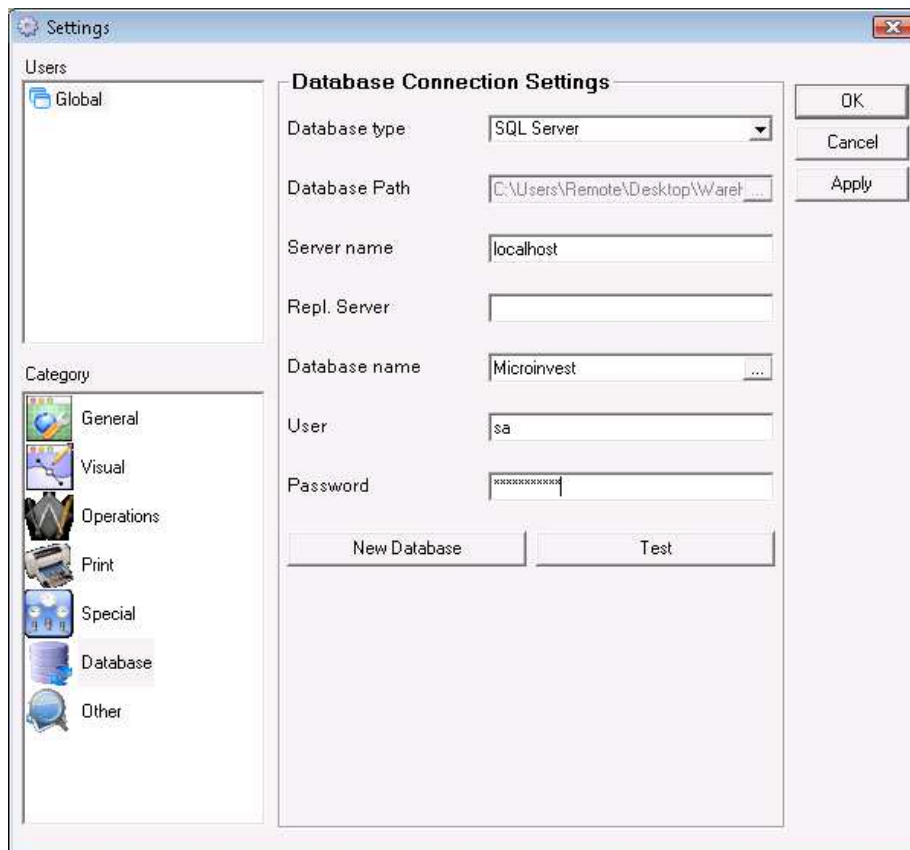 Settings
Users
Global
Category
General
Visual
Operations
Print
Special
Database
Other
Database Connection Settings
Database type
SQL Server
Database Path
C:\Users\Remote\Desktop\Wareh ...
Server name
localhost
Repl. Server
Database name
Microinvest ...
User
sa
Password
***********
New Database
Test
OK
Cancel
Apply